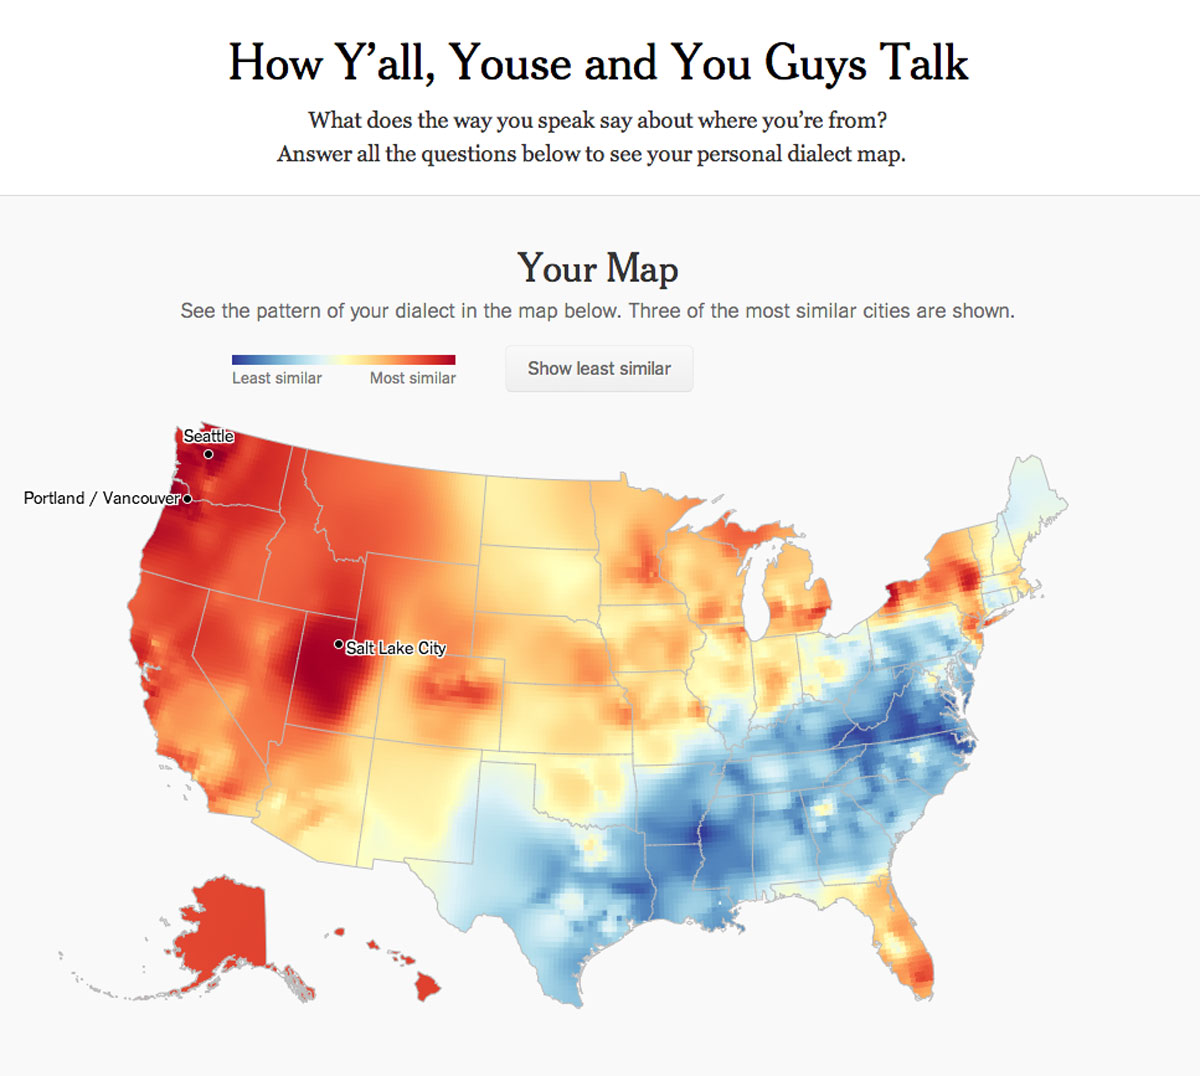 How Y’all, Youse and You Guys Talk
What does the way you speak say about where you’re from?
Answer all the questions below to see your personal dialect map.
Your Map
See the pattern of your dialect in the map below. Three of the most similar cities are shown.
Least similar
Most similar
Show least similar
Seattle
Portland / Vancouver
Salt Lake City